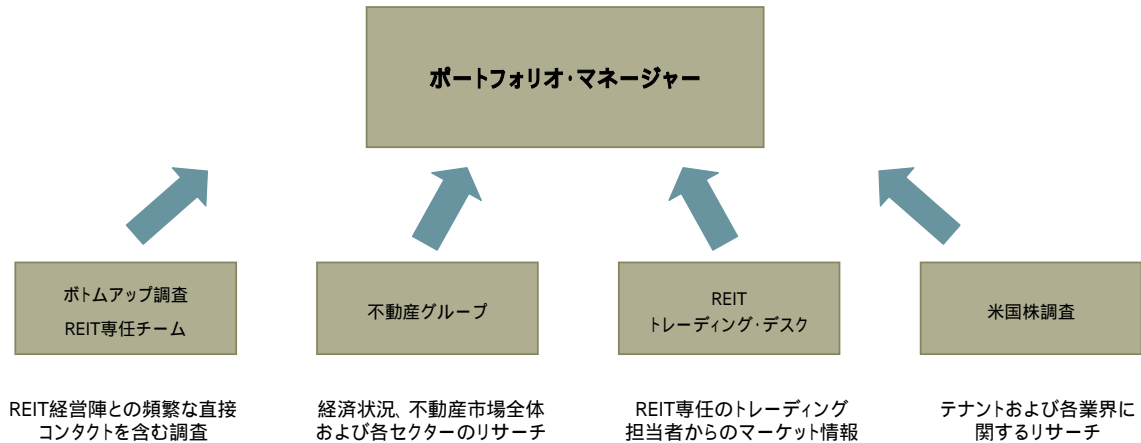 ポートフォリオ・マネージャー
ボトムアップ調査
REIT専任チーム
不動産グループ
REIT
トレーディング・デスク
米国株調査
REIT経営陣との頻繁な直接
コンタクトを含む調査
経済状況、不動産市場全体
および各セクターのリサーチ
REIT専任のトレーディング
担当者からのマーケット情報
テナントおよび各業界に
関するリサーチ